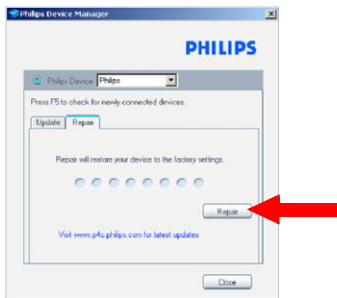 Philips Device Manager
PHILIPS
Philips Device Philips
Press F5 to check for newly connected devices.
Update Repair
Repair will restore your device to the factory settings.
Repair
Visit www.p4c.philips.com for latest updates
Close